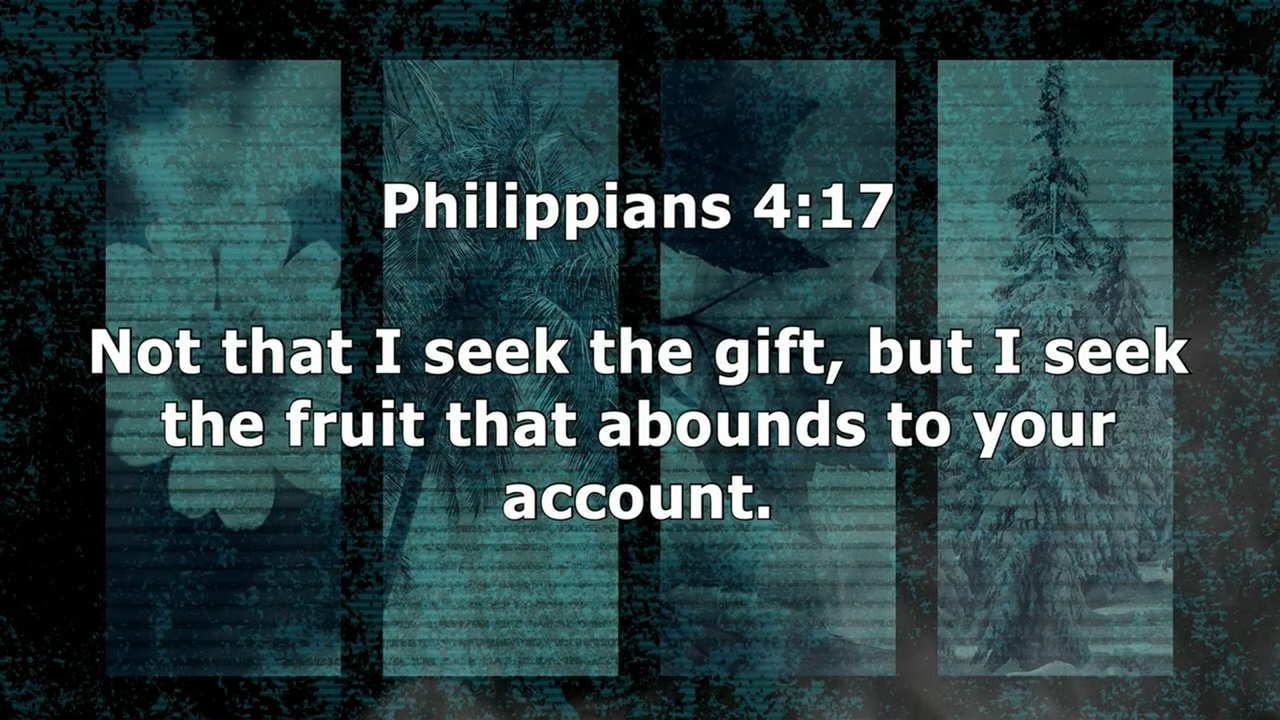 Philippians 4:17
Not that I seek the gift, but I seek
the fruit that abounds to your
account.